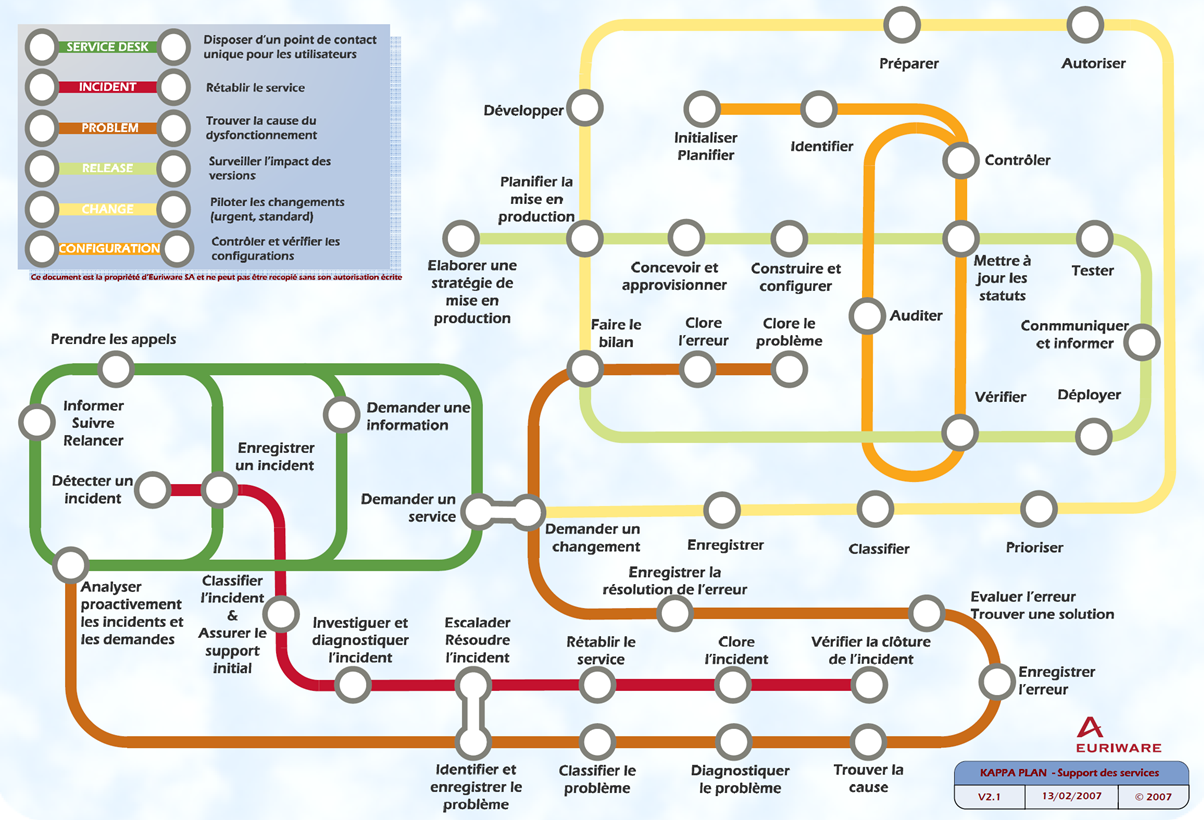 SERVICE DESK
Disposer d'un point de contact
unique pour les utilisateurs
INCIDENT
Rétablir le service
PROBLEM
Trouver la cause du
dysfonctionnement
RELEASE
Surveiller l'impact des
versions
CHANGE
Piloter les changements
(urgent, standard)
CONFIGURATION
Contrôler et vérifier les
configurations
Ce document est la propriété d'Euriware SA et ne peut pas être recopié sans son autorisation écrite
Préparer
Autoriser
Développer
Initialiser
Planifier
Identifier
Contrôler
Planifier la
mise en
production
Elaborer une
stratégie de
mise en
production
Concevoir et
approvisionner
Construire et
configurer
Mettre à
jour les
statuts
Tester
Auditer
Conmmuniquer
et informer
Faire le
bilan
Clore
l'erreur
Clore le
problème
Vérifier
Déployer
Prendre les appels
Informer
Suivre
Relancer
Demander une
information
Enregistrer
un incident
Détecter un
incident
Demander un
service
Demander un
changement
Enregistrer
Classifier
Prioriser
Analyser
proactivement
les incidents et
les demandes
Classifier
l'incident
&
Assurer le
support
initial
Enregistrer la
résolution de l'erreur
Evaluer l'erreur
Trouver une solution
Investiguer et
diagnostiquer
l'incident
Escalader
Résoudre
l'incident
Rétablir le
service
Clore
l'incident
Vérifier la clôture
de l'incident
Enregistrer
l'erreur
Identifier et
enregistrer le
problème
Classifier le
problème
Diagnostiquer
le problème
Trouver la
cause
EURIWARE
KAPPA PLAN - Support des services
V2.1
13/02/2007
© 2007